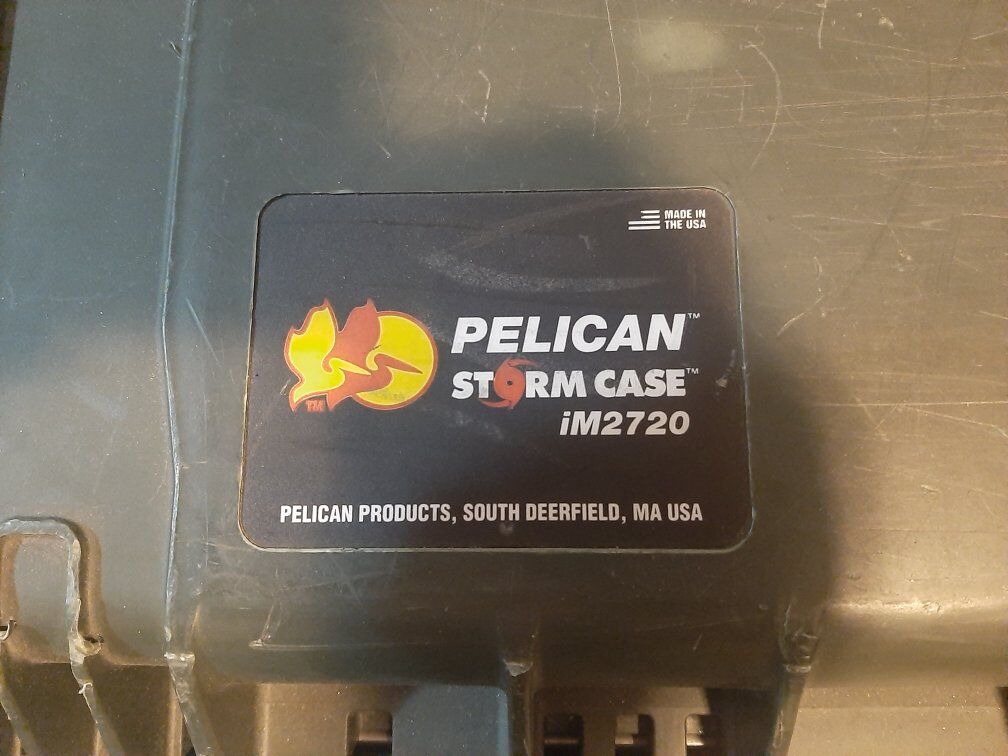 MADE IN
THE USA
PELICAN™
STORM CASE™
iM2720
TM
PELICAN PRODUCTS, SOUTH DEERFIELD, MA USA